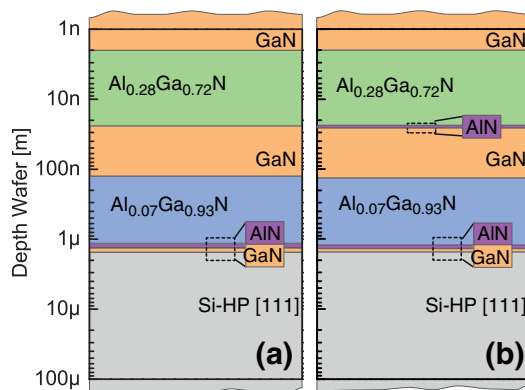 Depth Wafer [m]
1n
10n
100n
1µ
10µ
100µ
GaN
Al0.28Ga0.72N
GaN
Al0.07Ga0.93N
AlN
GaN
Si-HP [111]
(a)
GaN
Al0.28Ga0.72N
AlN
GaN
Al0.07Ga0.93N
AlN
GaN
Si-HP [111]
(b)